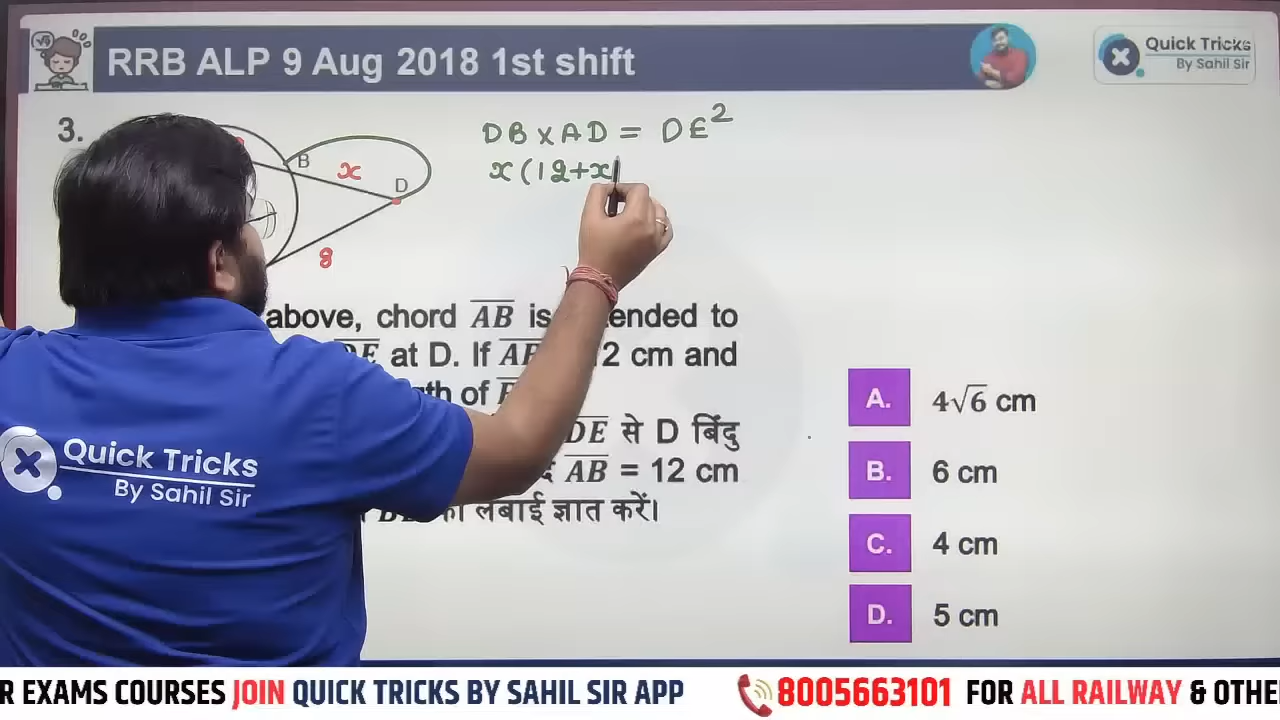 RRB ALP 9 Aug 2018 1st shift
Quick Tricks
By Sahil Sir
3.
DB x AD = DE²
x(12+x
B
x
D
8
above, chord AB is
ended to
at D. If
2 cm and
of
DE से D बिंदु
AB = 12 cm
लंबाई ज्ञात करें।
A. 4√6 cm
B. 6 cm
C. 4 cm
D. 5 cm
Quick Tricks
By Sahil Sir
R EXAMS COURSES JOIN QUICK TRICKS BY SAHIL SIR APP 8005663101 FOR ALL RAILWAY & OTHE